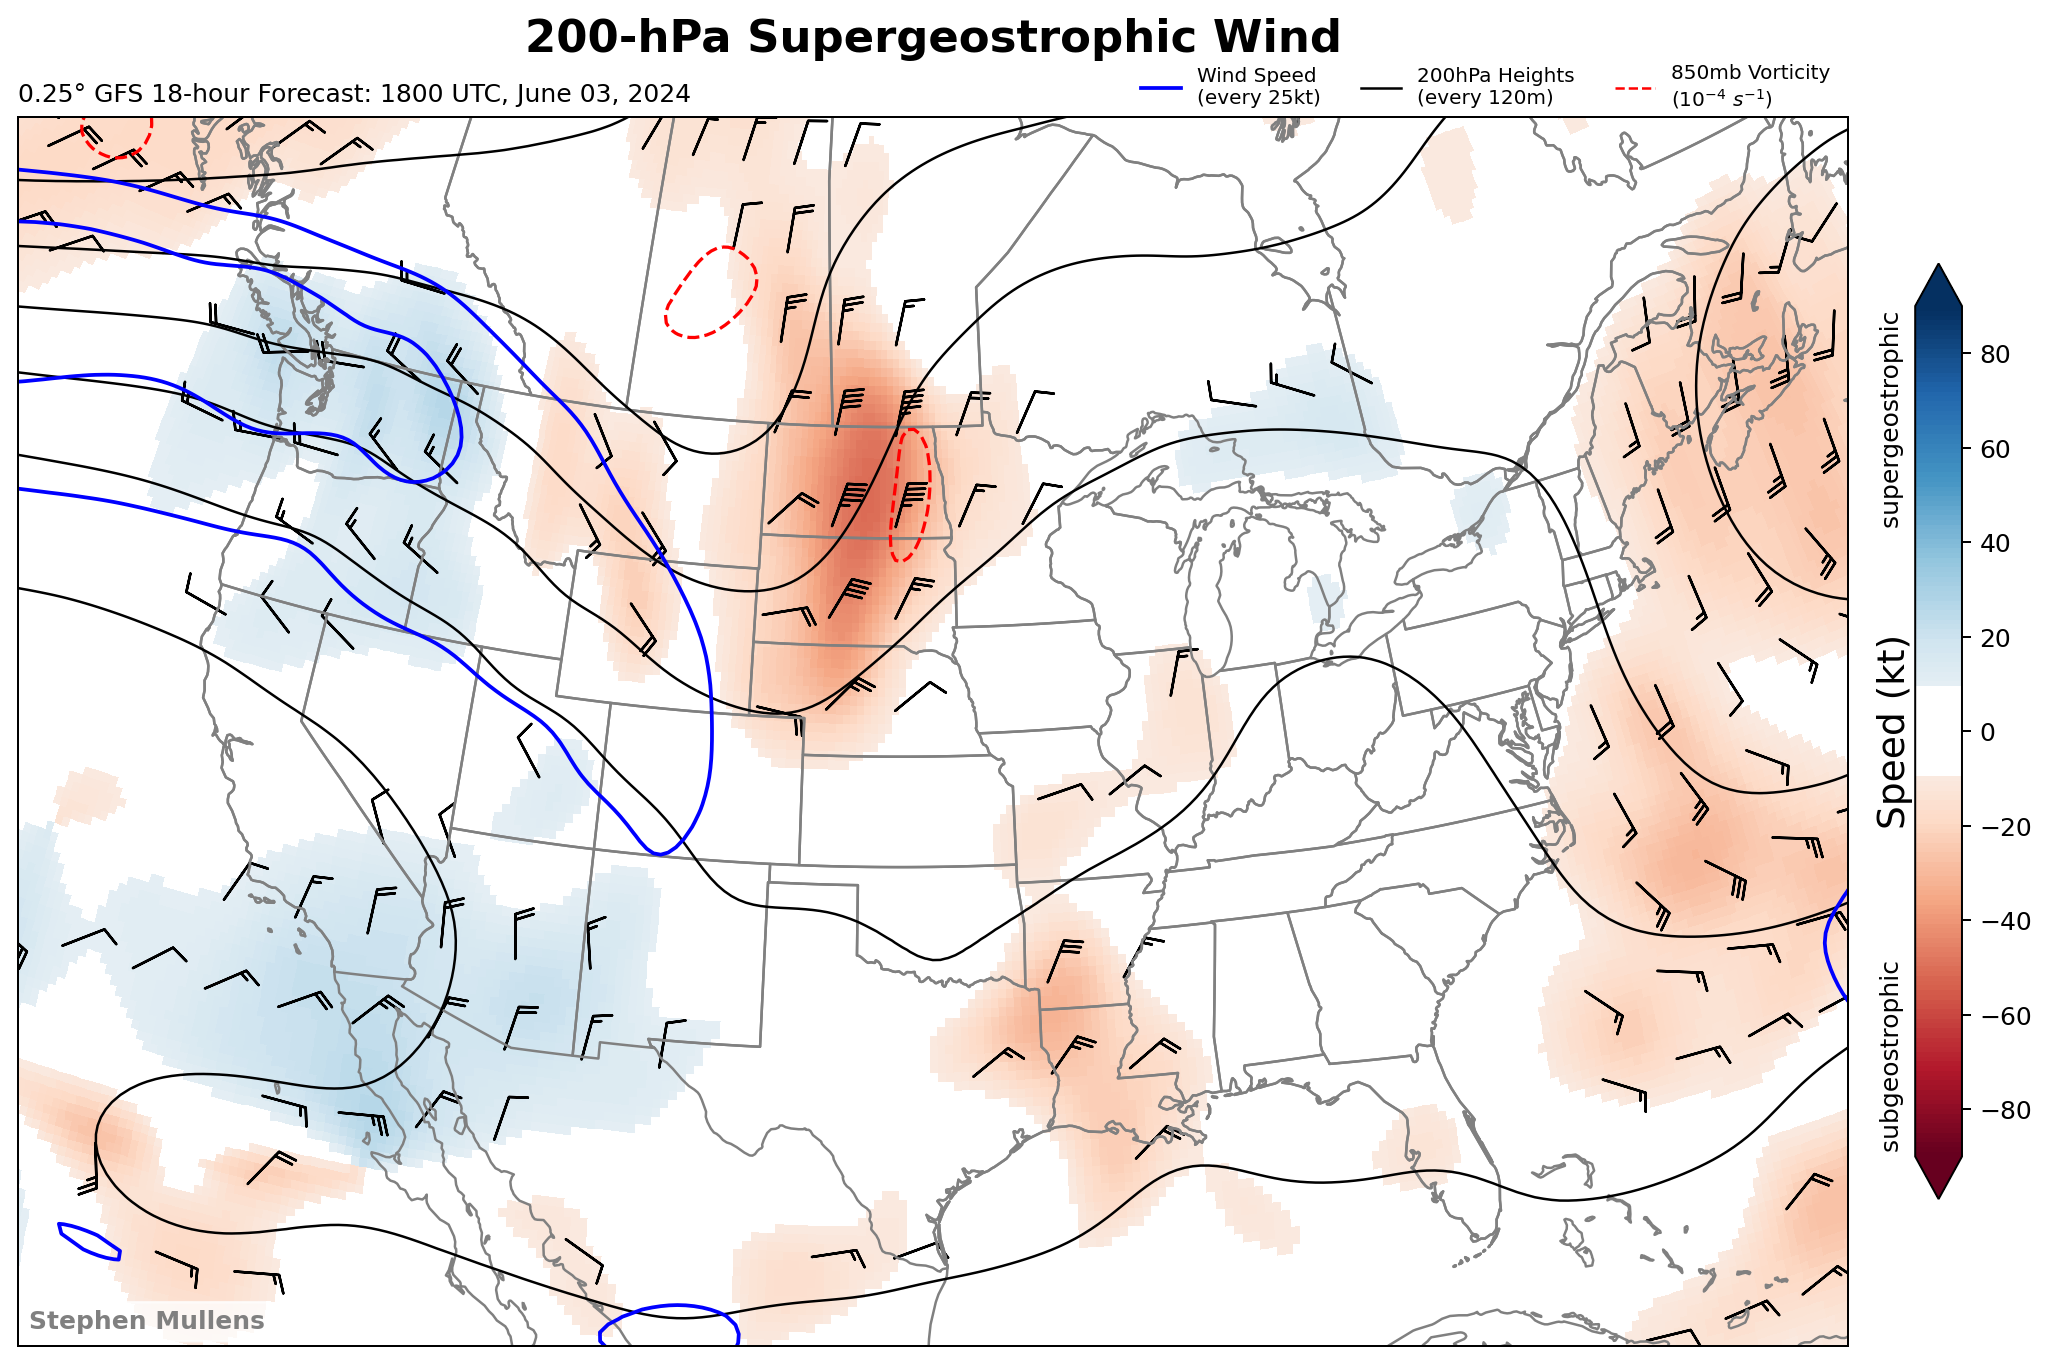 200-hPa Supergeostrophic Wind
0.25° GFS 18-hour Forecast: 1800 UTC, June 03, 2024
Wind Speed
(every 25kt)
200hPa Heights
(every 120m)
850mb Vorticity
(10⁻⁴ s⁻¹)
supergeostrophic
Speed (kt)
subgeostrophic
80
60
40
20
0
−20
−40
−60
−80
Stephen Mullens